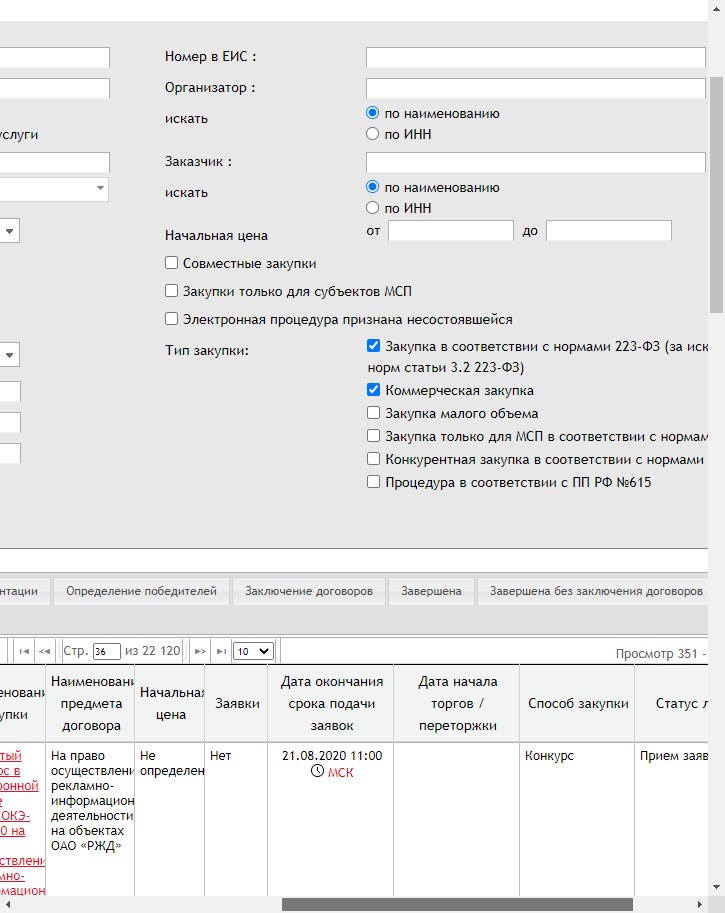 Номер в ЕИС :
Организатор :
искать
по наименованию
услуги
по ИНН
Заказчик :
искать
по наименованию
по ИНН
Начальная цена
от
до
Совместные закупки
Закупки только для субъектов МСП
Электронная процедура признана несостоявшейся
Тип закупки:
Закупка в соответствии с нормами 223-ФЗ (за иск
норм статьи 3.2 223-ФЗ)
Коммерческая закупка
Закупка малого объема
Закупка только для МСП в соответствии с нормам
Конкурентная закупка в соответствии с нормами
Процедура в соответствии с ПП РФ №615
нтации
Определение победителей
Заключение договоров
Завершена
Завершена без заключения договоров
Стр. 36 из 22 120
10
Просмотр 351 -
меновани
упки
Наименовани
предмета
договора
Начальная
цена
Заявки
Дата окончания
срока подачи
заявок
Дата начала
торгов /
переторжки
Способ закупки
Статус л
тый
ос в
ронной
е
ОКЭ-
0 на
ствлени
мно-
мацион
На право
осуществлени
рекламно-
информацион
деятельности
на объектах
ОАО «РЖД»
Не
определен
Нет
21.08.2020 11:00
МСК
Конкурс
Прием заяв